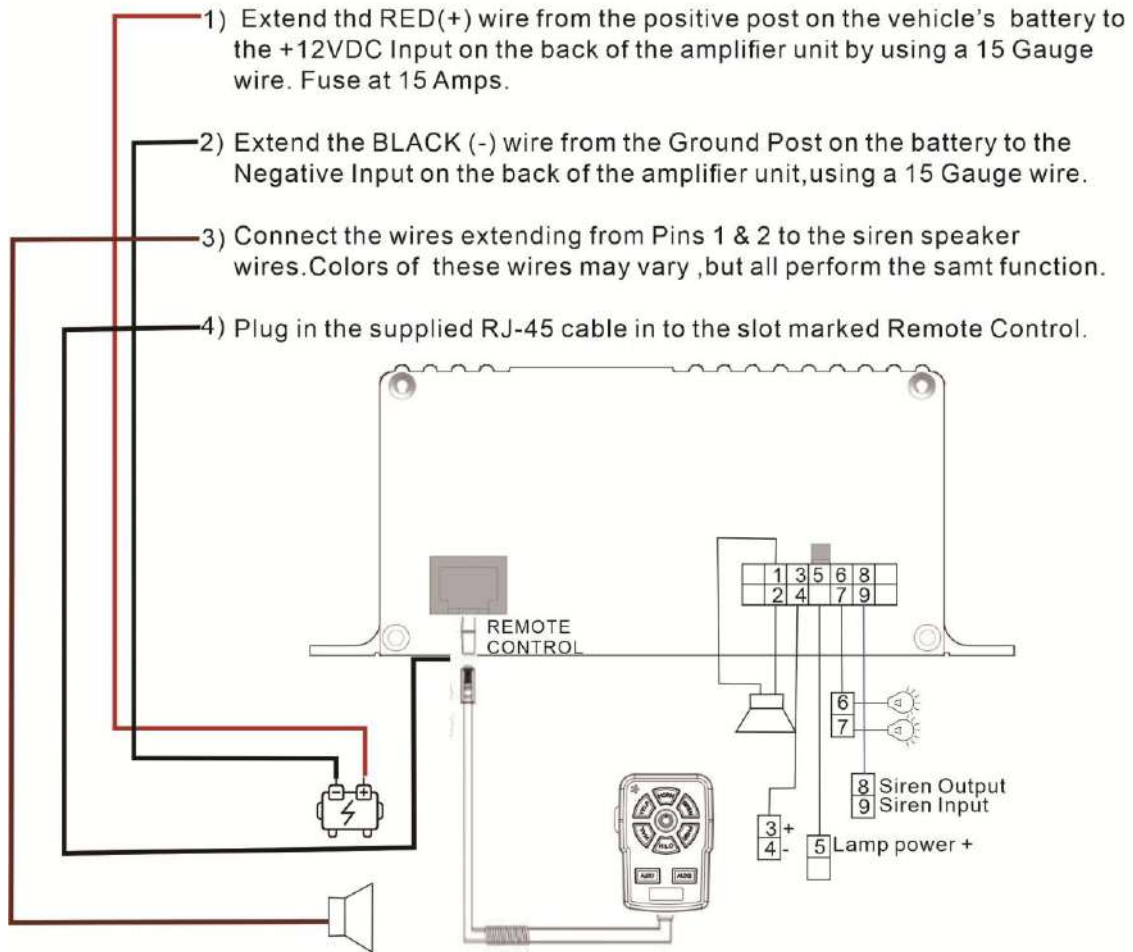 1) Extend thd RED(+) wire from the positive post on the vehicle's battery to
the +12VDC Input on the back of the amplifier unit by using a 15 Gauge
wire. Fuse at 15 Amps.
2) Extend the BLACK (-) wire from the Ground Post on the battery to the
Negative Input on the back of the amplifier unit,using a 15 Gauge wire.
3) Connect the wires extending from Pins 1 & 2 to the siren speaker
wires.Colors of these wires may vary ,but all perform the samt function.
4) Plug in the supplied RJ-45 cable in to the slot marked Remote Control.
1 3 5 6 8
2 4 7 9
REMOTE
CONTROL
6
7
8 Siren Output
9 Siren Input
3 +
4 -
5 Lamp power +
- +
HORN
HI-LO